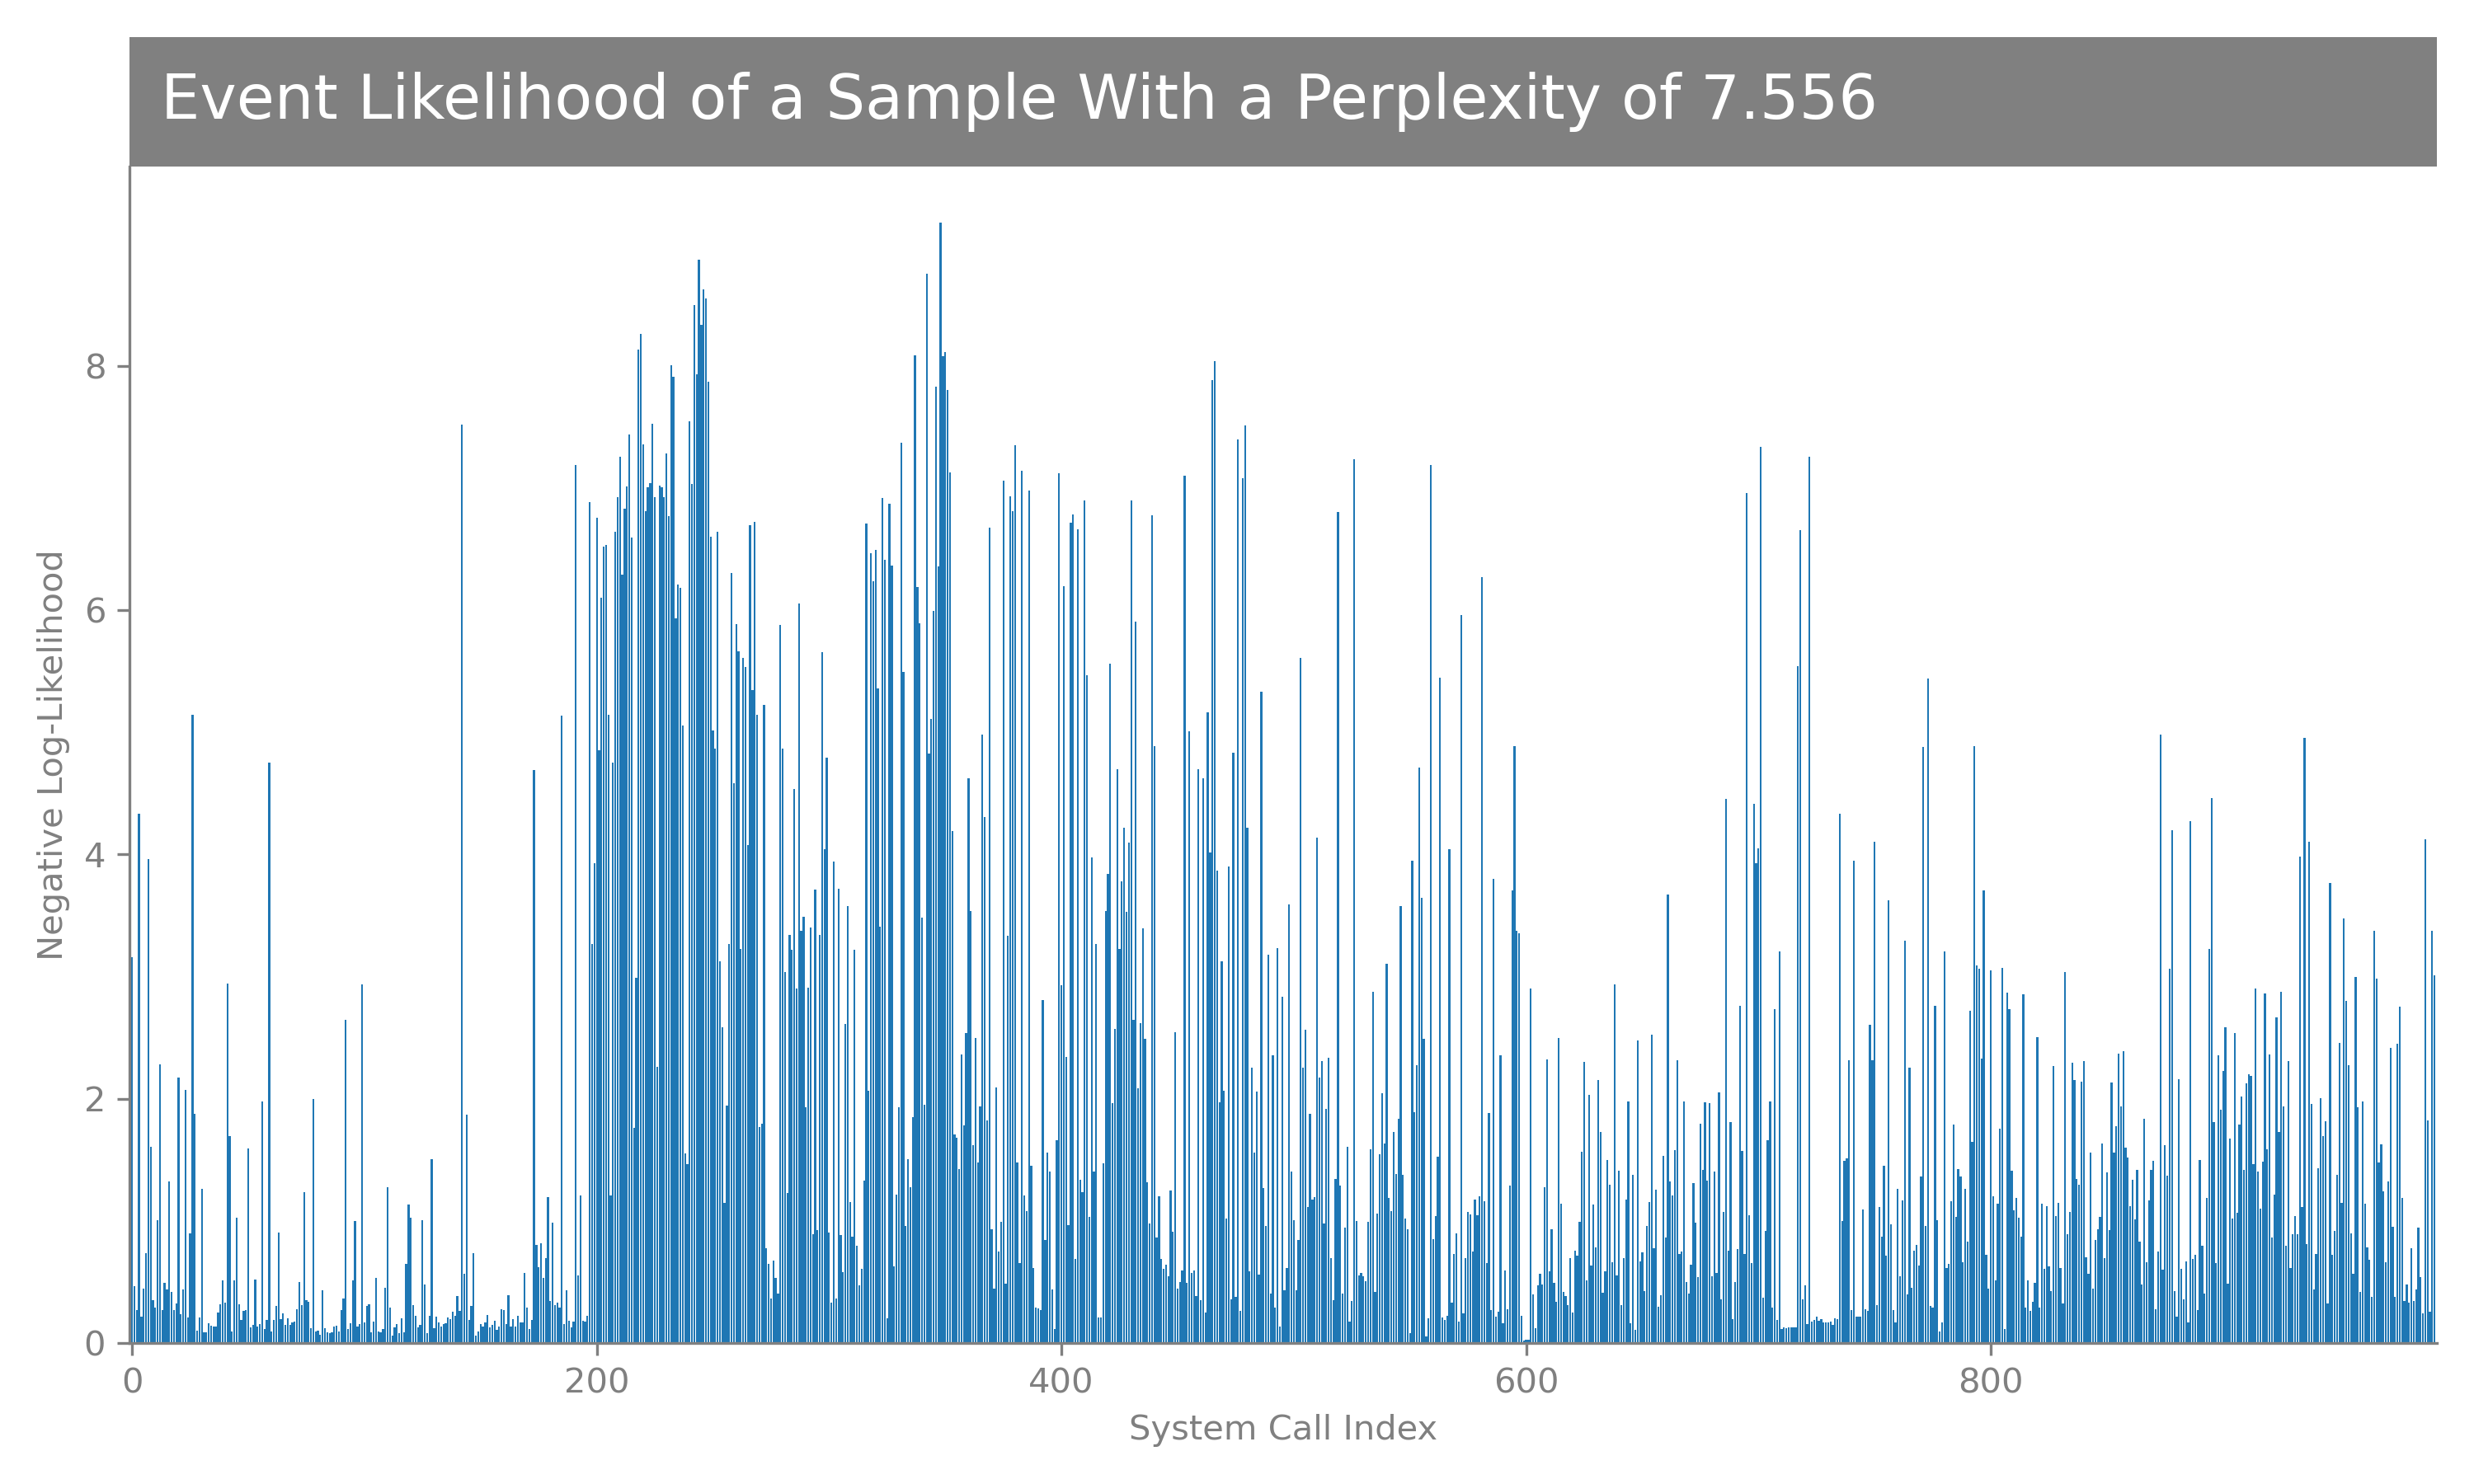 Event Likelihood of a Sample With a Perplexity of 7.556
Negative Log-Likelihood
8
6
4
2
0
0 200 400 600 800
System Call Index